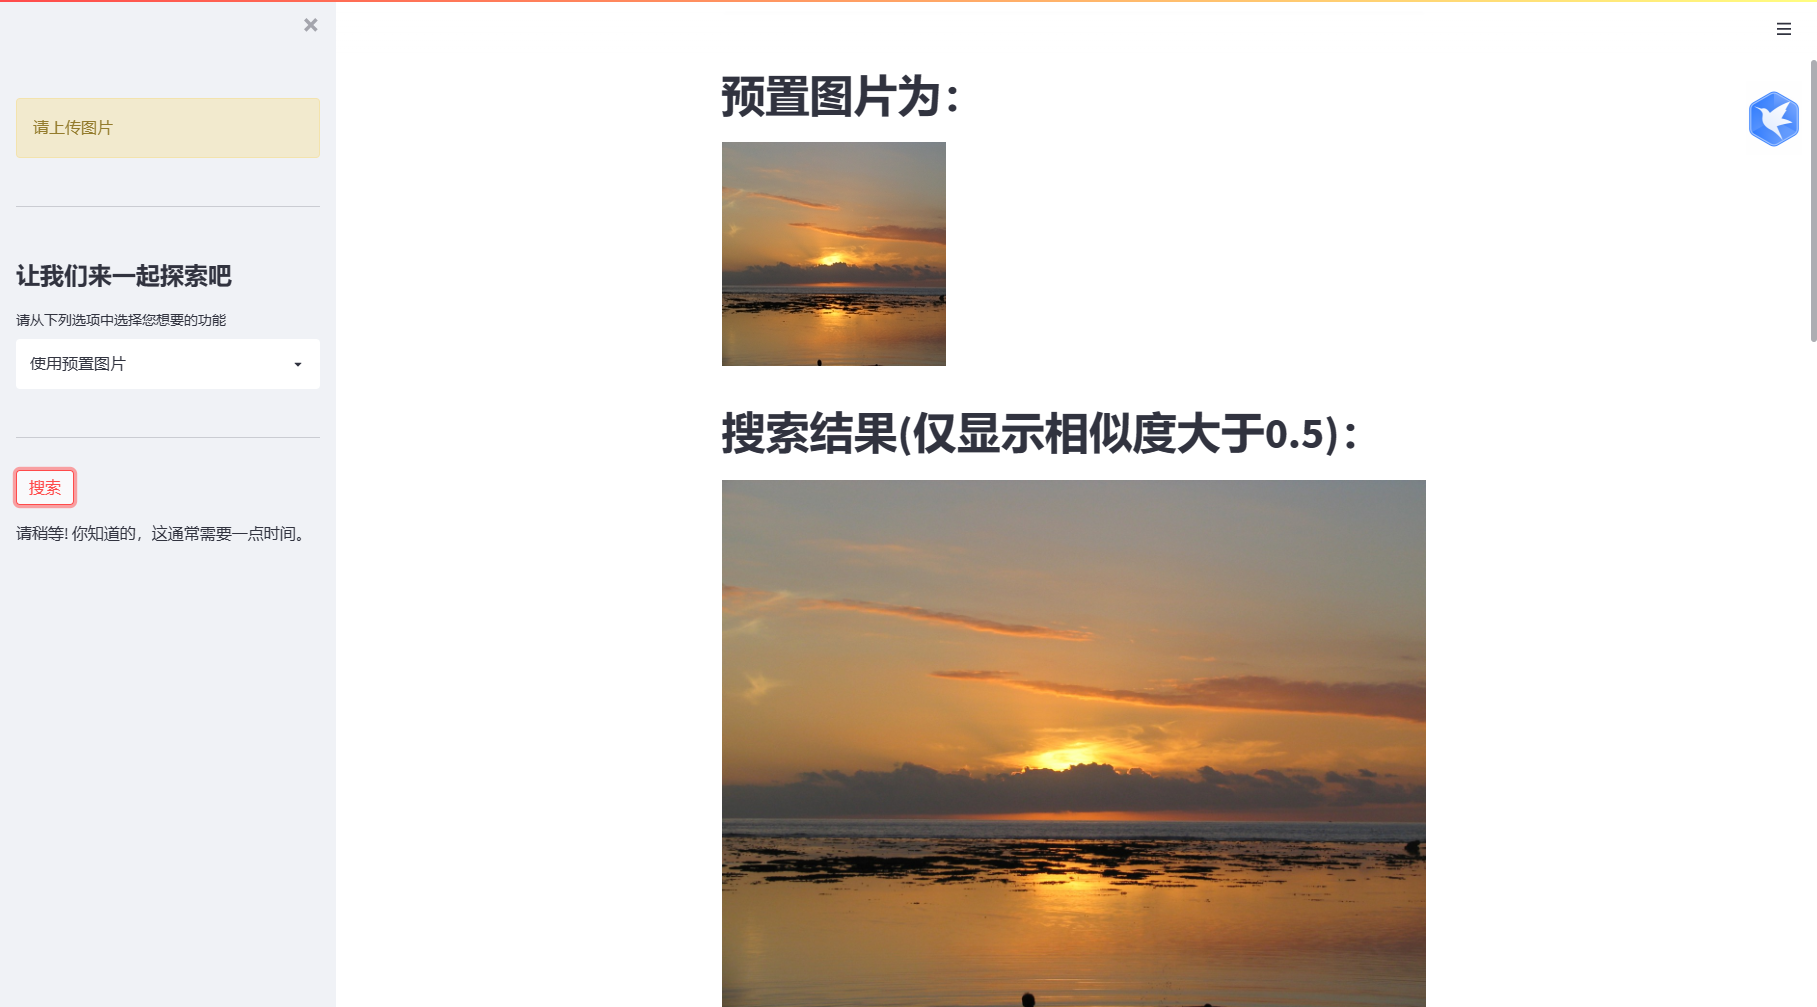 请上传图片
让我们来一起探索吧
请从下列选项中选择您想要的功能
使用预置图片
搜索
请稍等! 你知道的，这通常需要一点时间。
预置图片为：
搜索结果(仅显示相似度大于0.5)：